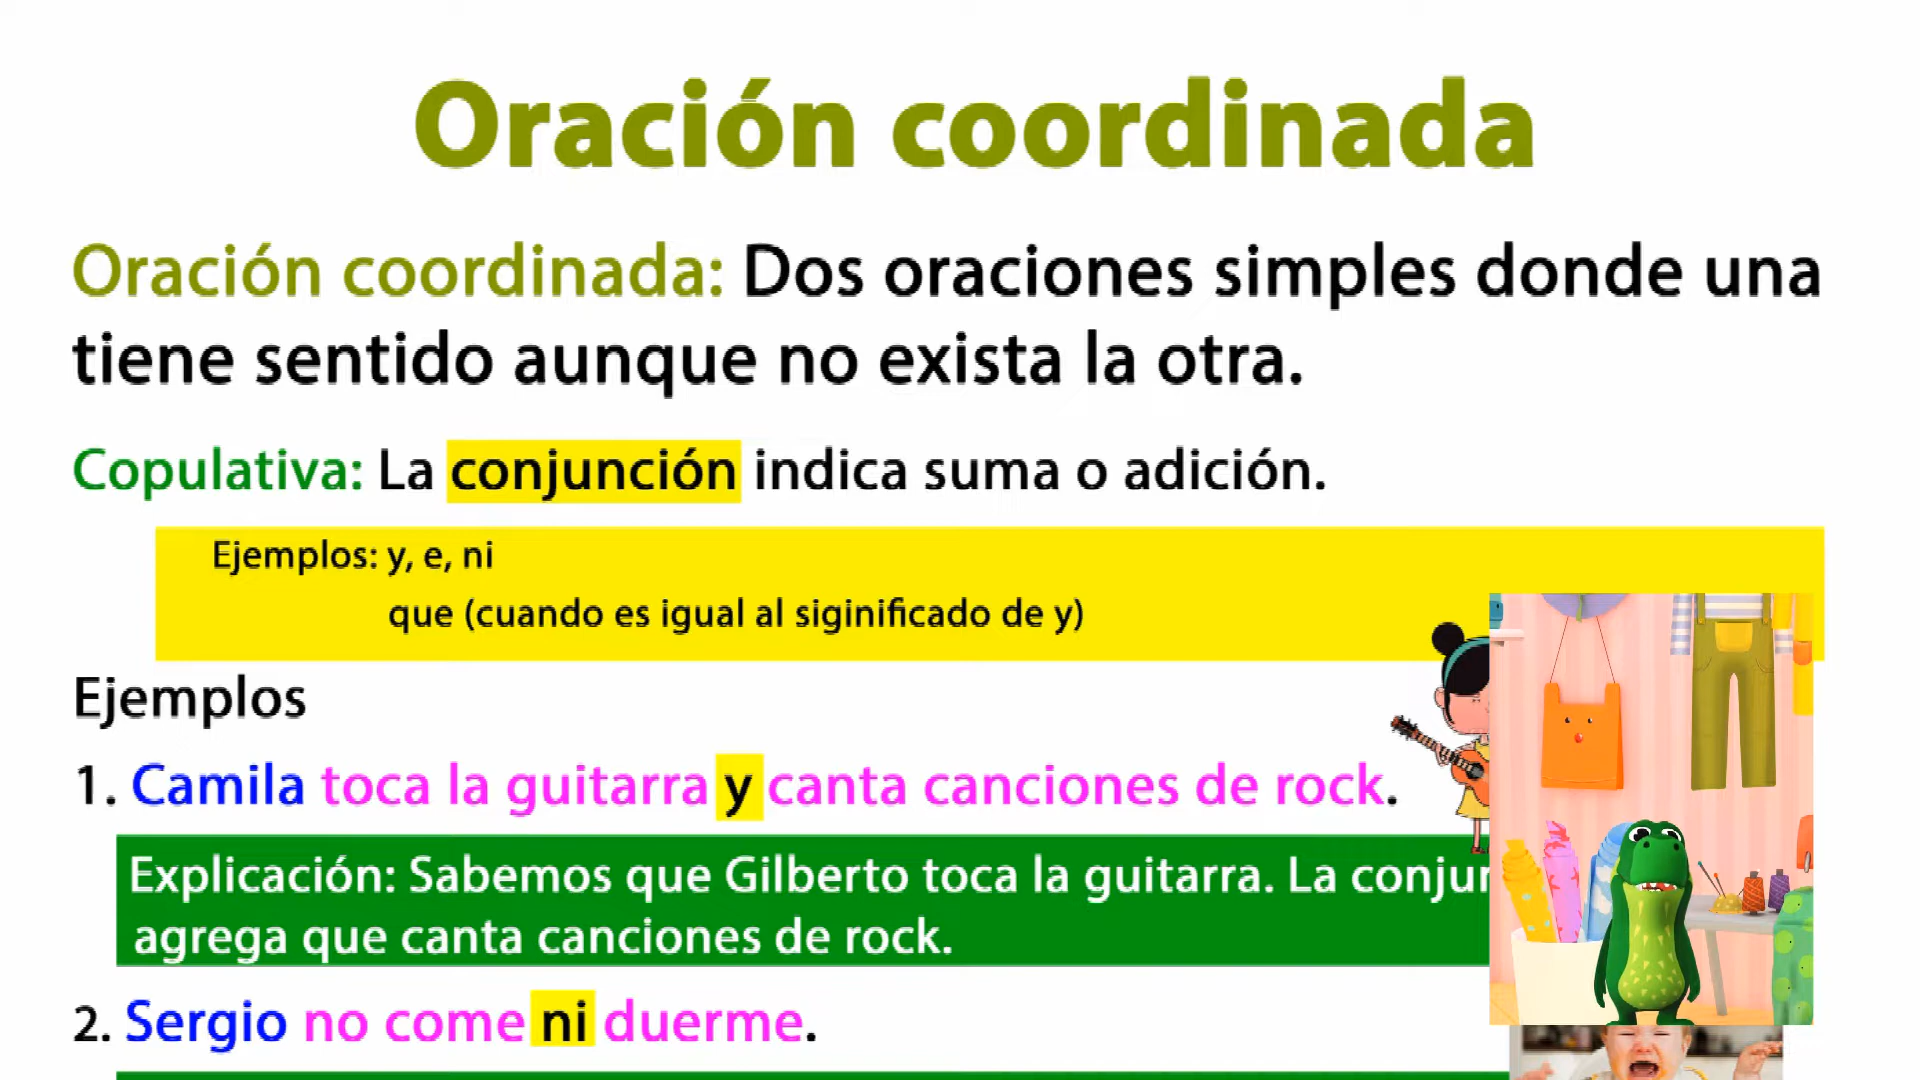 Oración coordinada
Oración coordinada: Dos oraciones simples donde una
tiene sentido aunque no exista la otra.
Copulativa: La conjunción indica suma o adición.
Ejemplos: y, e, ni
que (cuando es igual al siginificado de y)
Ejemplos
1. Camila toca la guitarra y canta canciones de rock.
Explicación: Sabemos que Gilberto toca la guitarra. La
agrega que canta canciones de rock.
2. Sergio no come ni duerme.